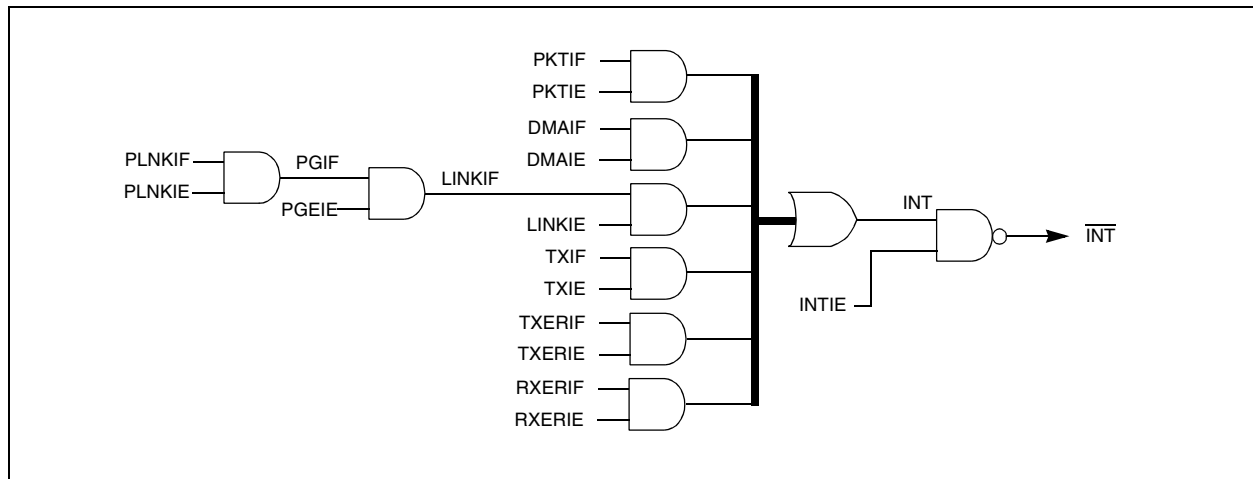 PKTIF
PKTIE
DMAIF
DMAIE
PLNKIF
PLNKIE
PGIF
PGEIE
LINKIF
LINKIE
TXIF
TXIE
TXERIF
TXERIE
RXERIF
RXERIE
INT
INTIE
INT